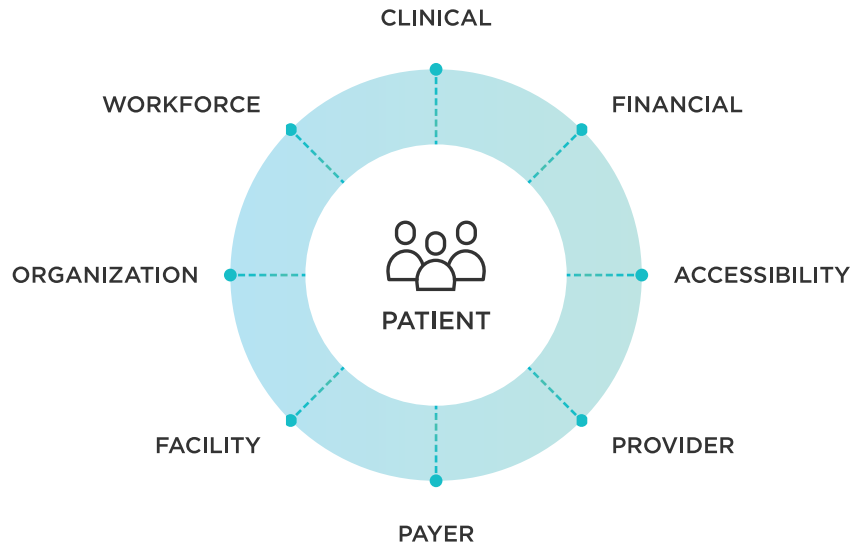 CLINICAL
WORKFORCE
FINANCIAL
ORGANIZATION
ACCESSIBILITY
PATIENT
FACILITY
PROVIDER
PAYER